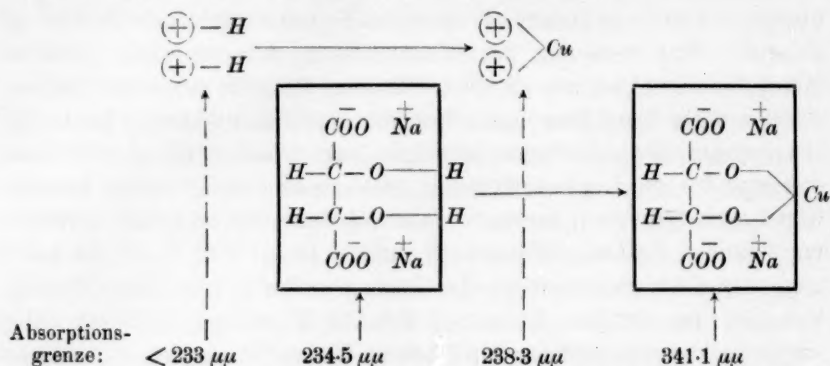 (+) — H (+)
Cu
(+) — H (+)
COO⁻ Na⁺ COO⁻ Na⁺
H—C—O—H H—C—O
Cu
H—C—O—H H—C—O
COO⁻ Na⁺ COO⁻ Na⁺
Absorptions-
grenze: < 233 μμ 234·5 μμ 238·3 μμ 341·1 μμ